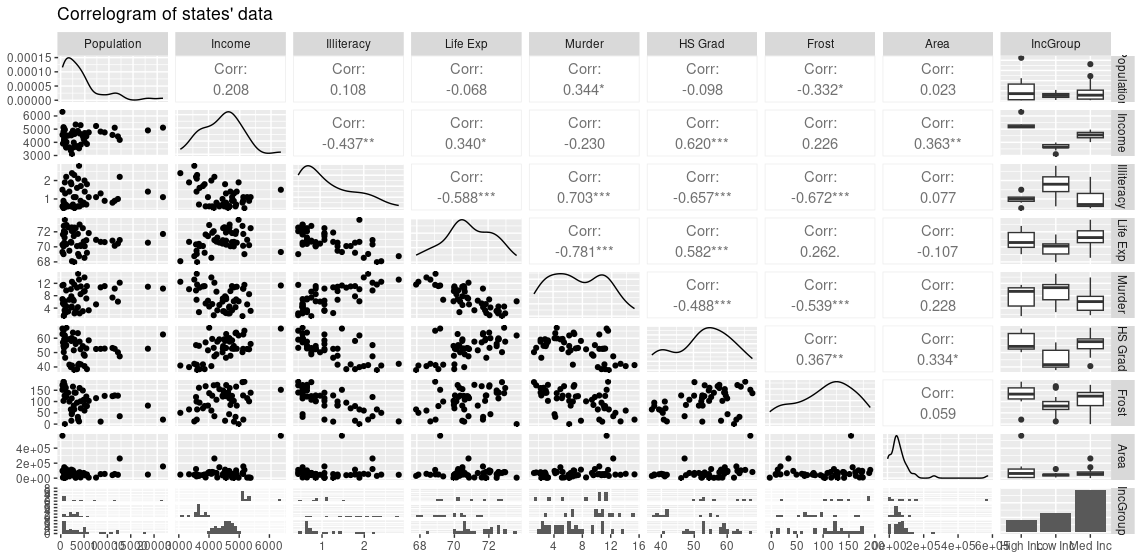 Correlogram of states' data
Population Income Illiteracy Life Exp Murder HS Grad Frost Area IncGroup
0.00015
0.00010
0.00005
0.00000
Corr: Corr: Corr: Corr: Corr: Corr: Corr:
0.208 0.108 -0.068 0.344* -0.098 -0.332* 0.023
6000
5000
4000
3000
Corr: Corr: Corr: Corr: Corr: Corr:
-0.437** 0.340* -0.230 0.620*** 0.226 0.363**
Income
2
1
Corr: Corr: Corr: Corr: Corr:
-0.588*** 0.703*** -0.657*** -0.672*** 0.077
Illiteracy
72
70
68
Corr: Corr: Corr: Corr:
-0.781*** 0.582*** 0.262. -0.107
Life Exp
12
8
4
Corr: Corr: Corr:
-0.488*** -0.539*** 0.228
Murder
60
50
40
Corr: Corr:
0.367** 0.334*
HS Grad
150
100
50
0
Corr:
0.059
Frost
4e+05
2e+05
0e+00
Area
IncGroup
0 5000 10000 15000 20000 3000 4000 5000 6000 1 2 68 70 72 4 8 12 16 40 50 60 0 50 100 150 2e+05 4e+05 6e+05 High Inc Low Inc Med Inc